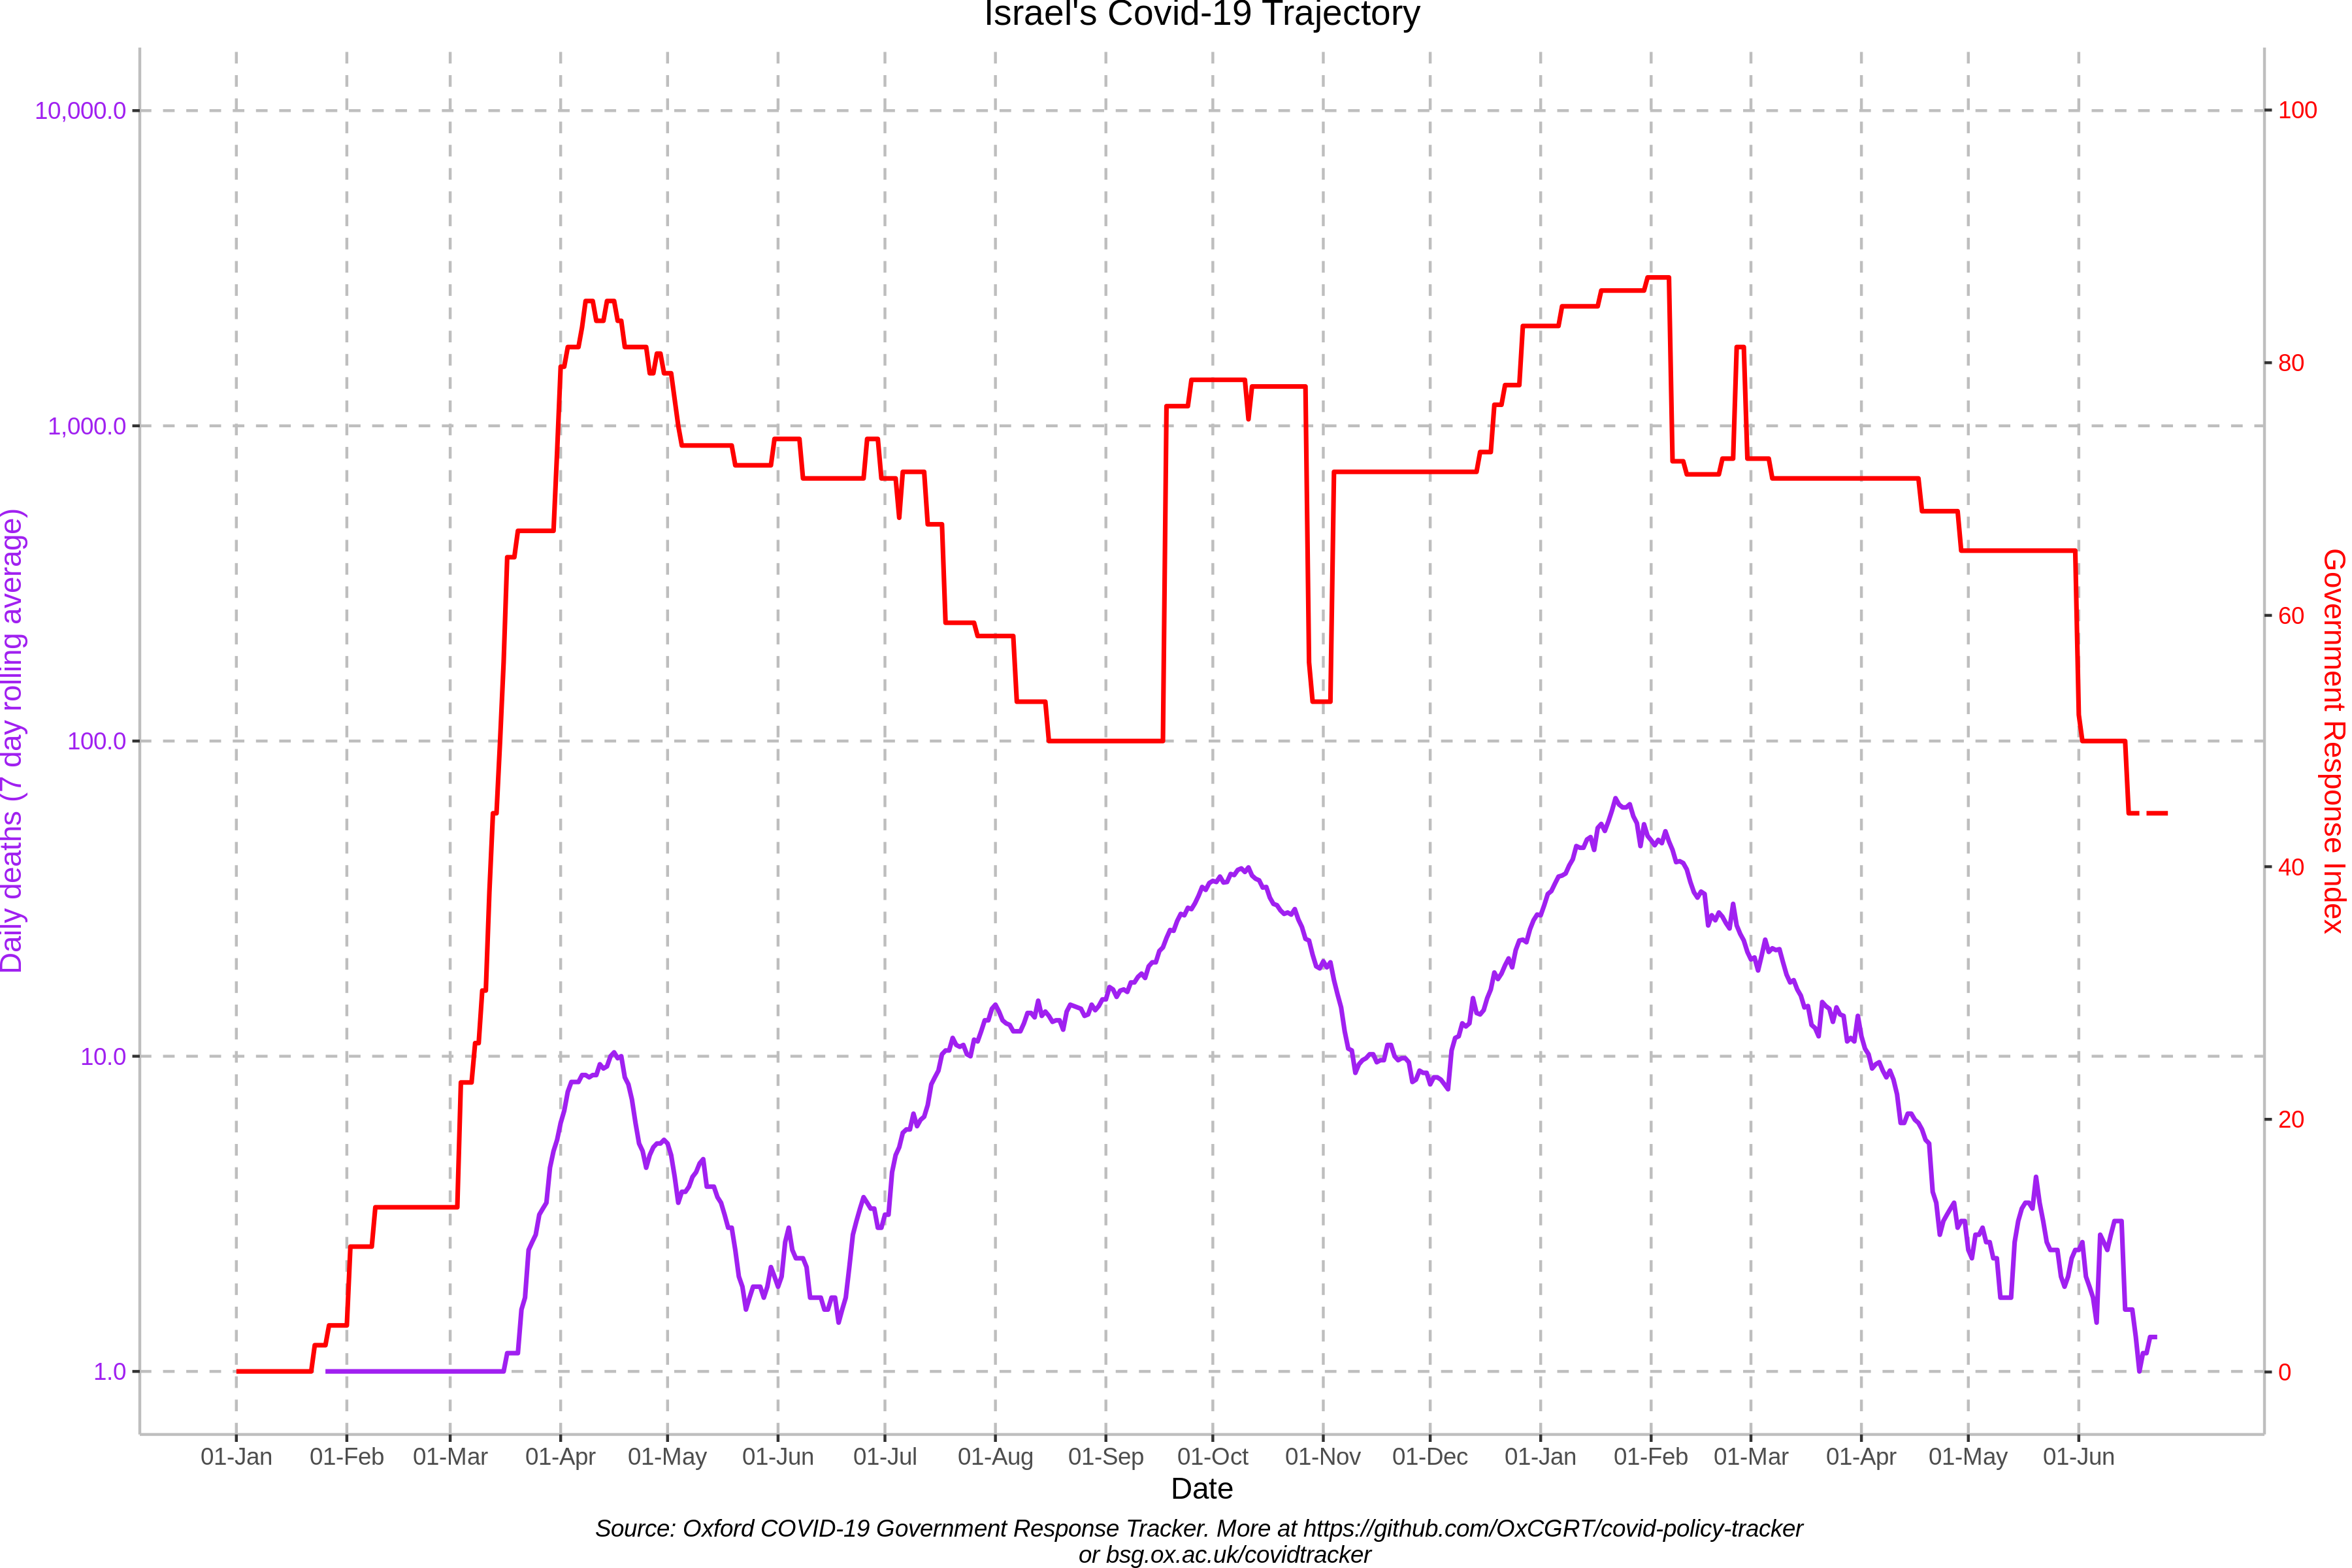 Israel's Covid-19 Trajectory
10,000.0
1,000.0
100.0
10.0
1.0
Daily deaths (7 day rolling average)
100
80
60
40
20
0
Government Response Index
01-Jan 01-Feb 01-Mar 01-Apr 01-May 01-Jun 01-Jul 01-Aug 01-Sep 01-Oct 01-Nov 01-Dec 01-Jan 01-Feb 01-Mar 01-Apr 01-May 01-Jun
Date
Source: Oxford COVID-19 Government Response Tracker. More at https://github.com/OxCGRT/covid-policy-tracker
or bsg.ox.ac.uk/covidtracker